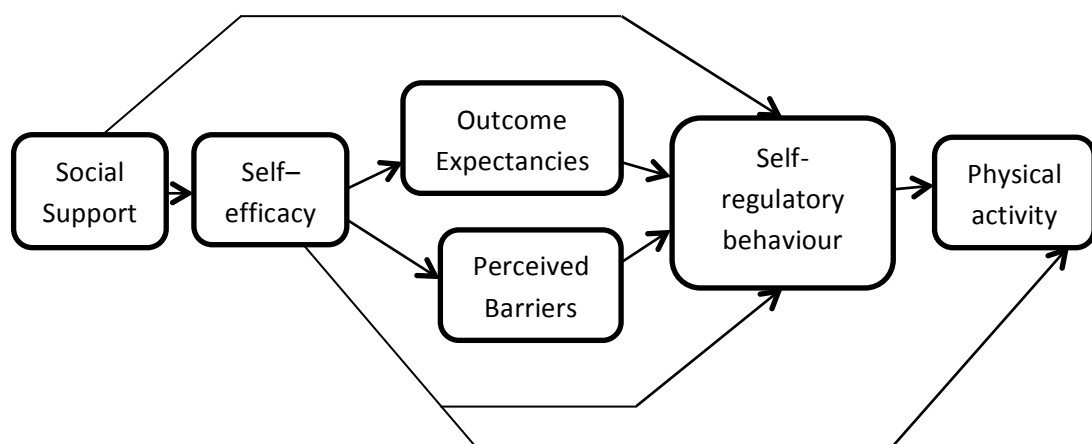 Social
Support
Self–
efficacy
Outcome
Expectancies
Perceived
Barriers
Self-
regulatory
behaviour
Physical
activity